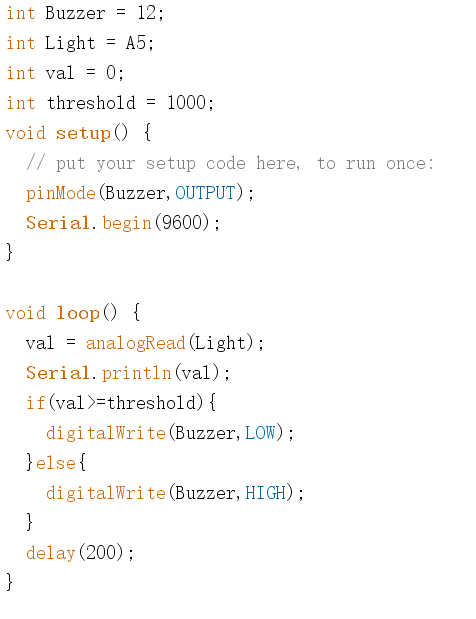 int Buzzer = 12;
int Light = A5;
int val = 0;
int threshold = 1000;
void setup() {
  // put your setup code here, to run once:
  pinMode(Buzzer,OUTPUT);
  Serial.begin(9600);
}

void loop() {
  val = analogRead(Light);
  Serial.println(val);
  if(val>=threshold){
    digitalWrite(Buzzer,LOW);
  }else{
    digitalWrite(Buzzer,HIGH);
  }
  delay(200);
}